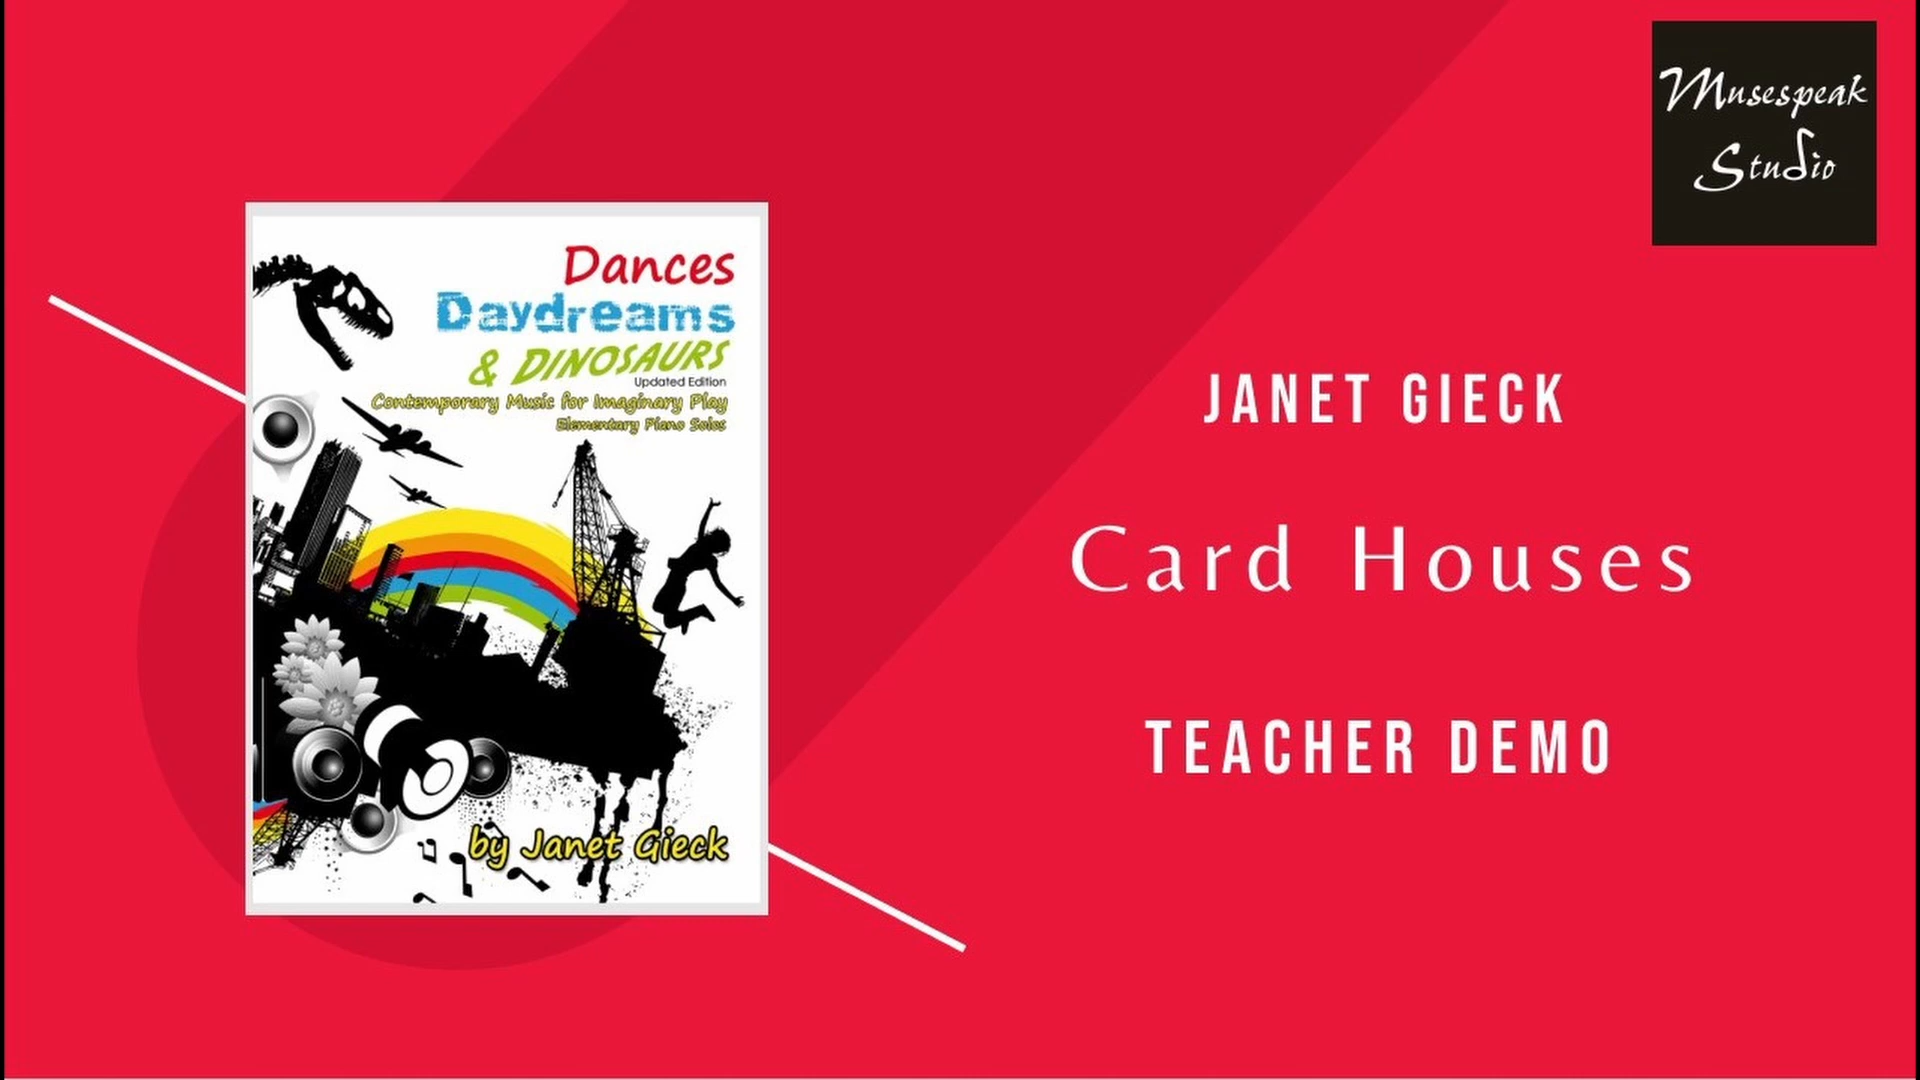 Musespeak
Studio
Dances
Daydreams
& DINOSAURS
Updated Edition
Contemporary Music for Imaginary Play
Elementary Piano Solos
by Janet Gieck
JANET GIECK
Card Houses
TEACHER DEMO